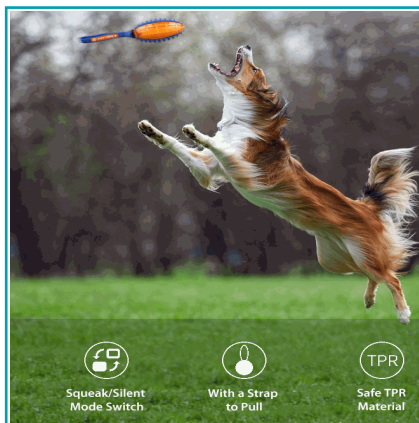 TPR
Squeak/Silent
Mode Switch
With a Strap
to Pull
Safe TPR
Material